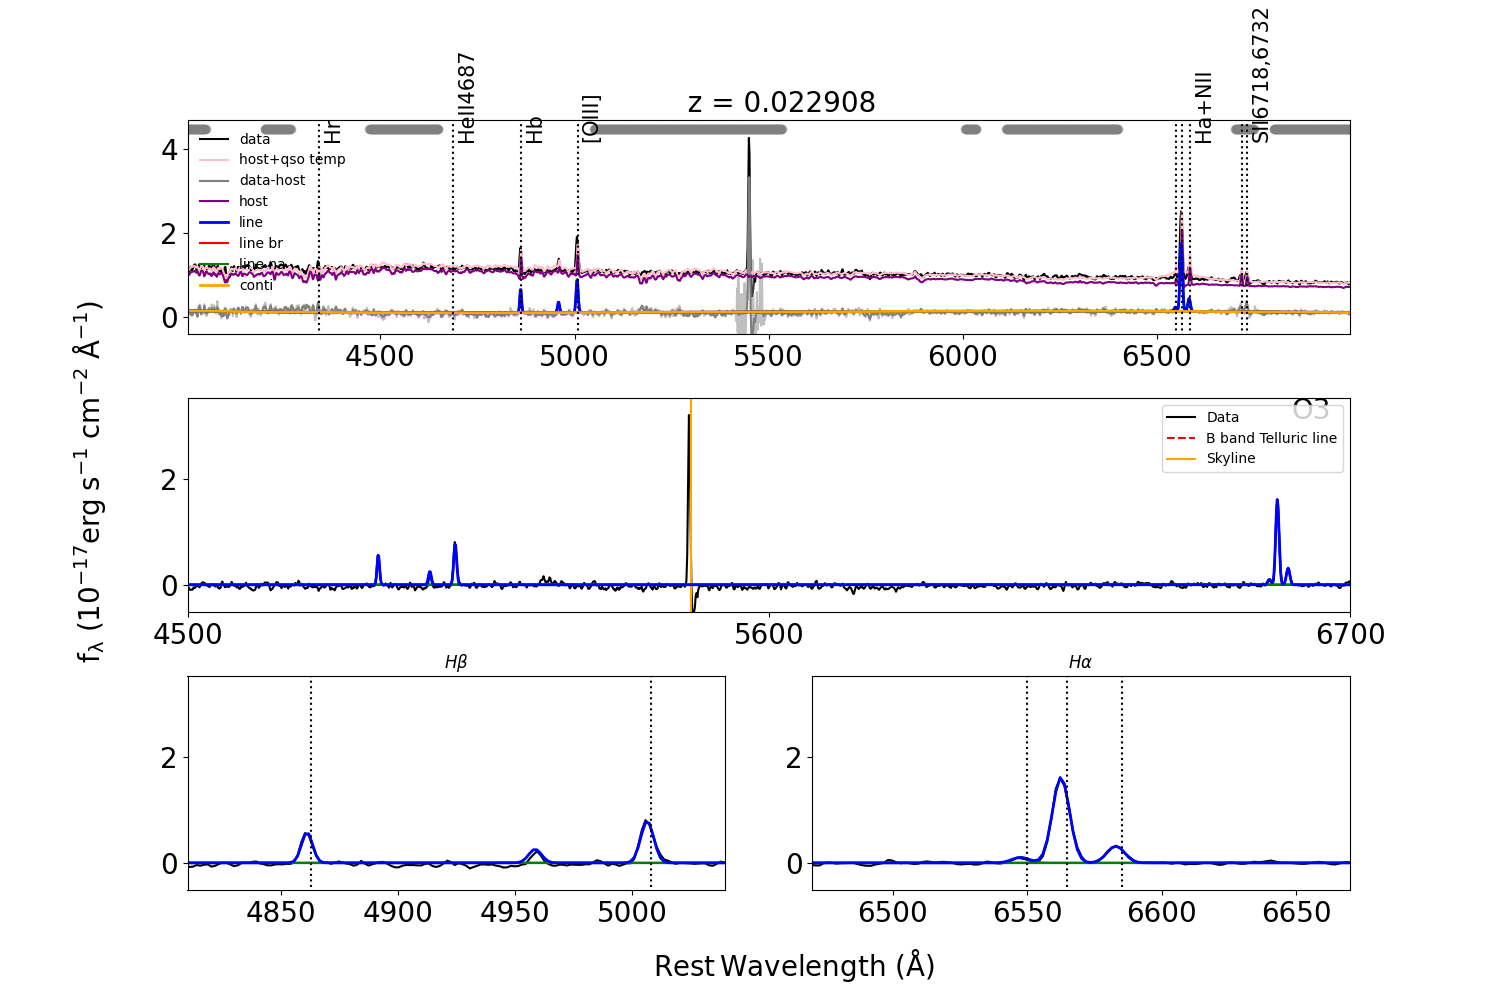 z = 0.022908
Hr
HeII4687
Hb
[OIII]
Ha+NII
SII6718,6732
data
host+qso temp
data-host
host
line
line br
line na
conti
4
2
0
4500
5000
5500
6000
6500
O3
Data
B band Telluric line
Skyline
2
0
4500
5600
6700
fλ (10⁻¹⁷erg s⁻¹ cm⁻² Å⁻¹)
Hβ
2
0
4850
4900
4950
5000
Hα
2
0
6500
6550
6600
6650
Rest Wavelength (Å)